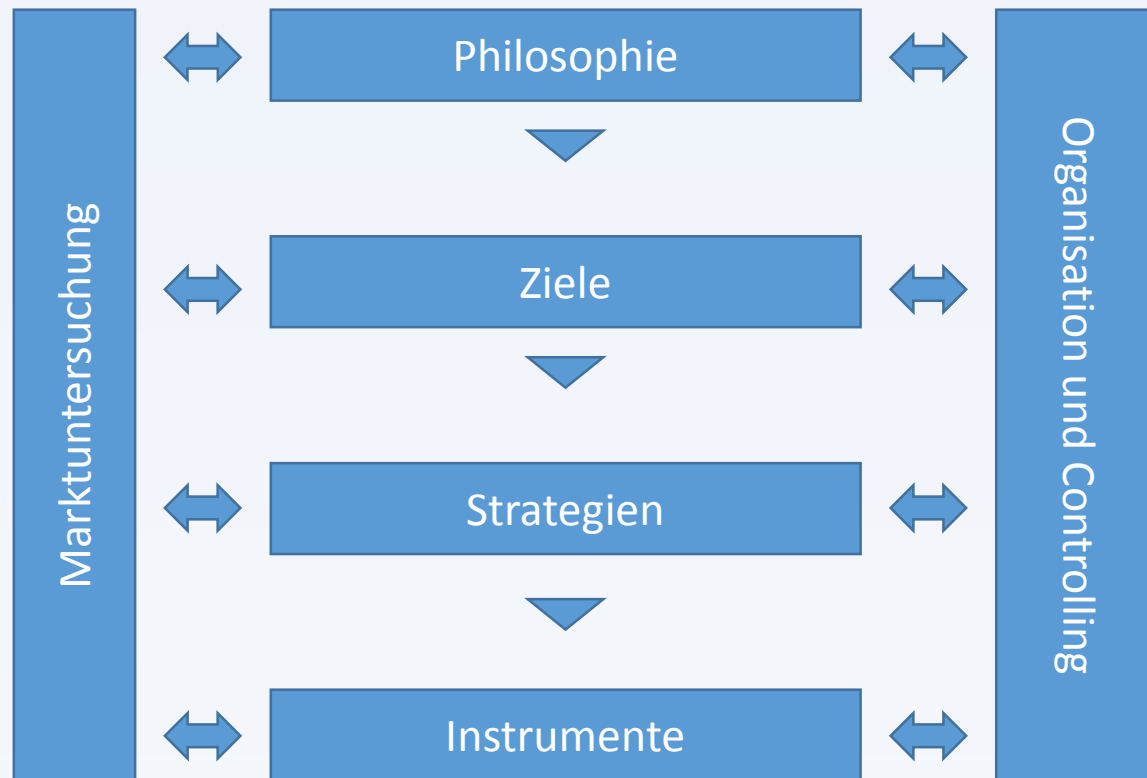 Marktuntersuchung
Philosophie
Ziele
Strategien
Instrumente
Organisation und Controlling